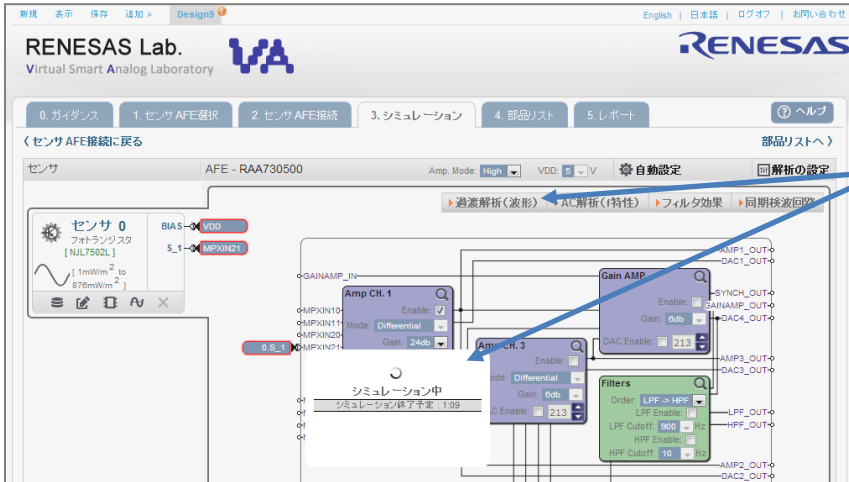 新規 表示 保存 追加 > Design9 English | 日本語 | ログオフ | お問い合わせ
RENESAS Lab.
Virtual Smart Analog Laboratory
VA
RENESAS
0. ガイダンス 1. センサ AFE選択 2. センサ AFE接続 3. シミュレーション 4. 部品リスト 5. レポート ? ヘルプ
〈 センサ AFE接続に戻る 部品リストへ 〉
センサ AFE - RAA730500 Amp. Mode: High VDD: 5 V 自動設定 解析の設定
過渡解析(波形) AC解析(f特性) フィルタ効果 同期検波回路
センサ 0
フォトトランジスタ
[ NJL7502L ]
[ 1mW/m² to
876mW/m² ]
BIAS VDD
S_1 MPXIN21
0.S_1
GAINAMP_IN
MPXIN10
MPXIN11
MPXIN20
MPXIN21
Amp CH. 1
Enable:
Mode: Differential
Gain: 24db
Amp CH. 3
Enable:
Mode: Differential
Gain: 6db
DAC Enable: 213
Gain AMP
Enable:
Gain: 6db
DAC Enable: 213
Filters
Order: LPF -> HPF
LPF Enable:
LPF Cutoff: 900 Hz
HPF Enable:
HPF Cutoff: 10 Hz
AMP1_OUT
DAC1_OUT
SYNCH_OUT
GAINAMP_OUT
DAC4_OUT
AMP3_OUT
DAC3_OUT
LPF_OUT
HPF_OUT
AMP2_OUT
DAC2_OUT
シミュレーション中
シミュレーション終了予定 : 1:09